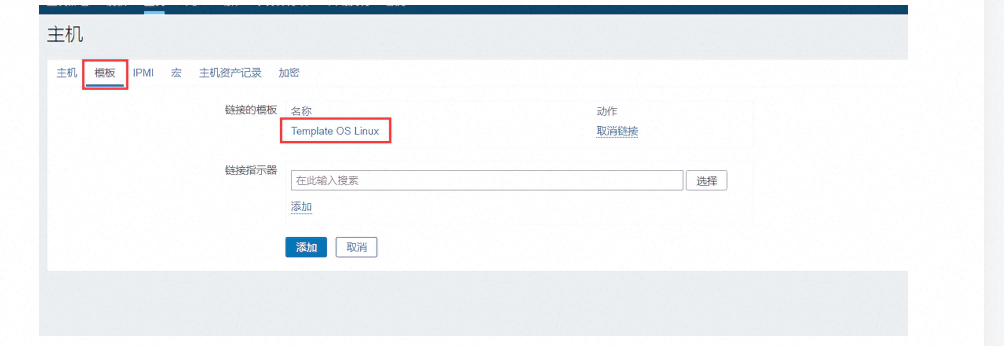 主机
主机 模板 IPMI 宏 主机资产记录 加密
链接的模板 名称 动作
Template OS Linux 取消链接
链接指示器
在此输入搜索 选择
添加
添加 取消